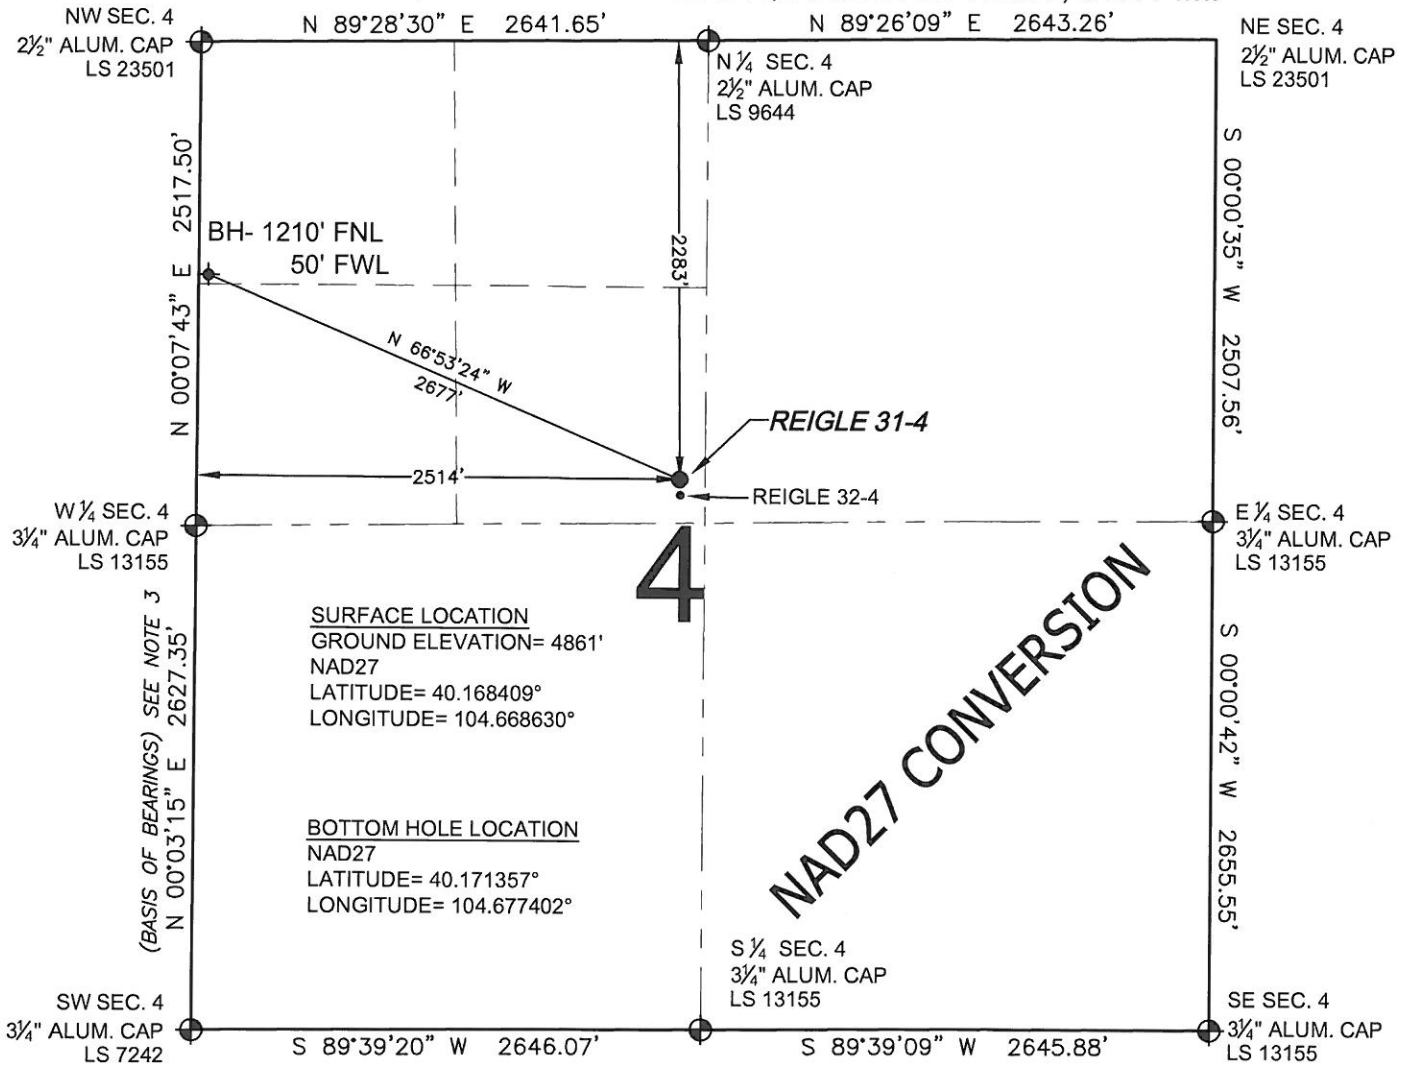 NW SEC. 4
2½" ALUM. CAP
LS 23501
N 89°28'30" E 2641.65'
N 89°26'09" E 2643.26'
NE SEC. 4
2½" ALUM. CAP
LS 23501
N ¼ SEC. 4
2½" ALUM. CAP
LS 9644
N 00°07'43" E 2517.50'
S 00°00'35" W 2507.56'
BH- 1210' FNL
50' FWL
2283'
N 66°53'24" W
2677'
REIGLE 31-4
2514'
REIGLE 32-4
W ¼ SEC. 4
3¼" ALUM. CAP
LS 13155
E ¼ SEC. 4
3¼" ALUM. CAP
LS 13155
4
(BASIS OF BEARINGS) SEE NOTE 3
N 00°03'15" E 2627.35'
SURFACE LOCATION
GROUND ELEVATION= 4861'
NAD27
LATITUDE= 40.168409°
LONGITUDE= 104.668630°
NAD27 CONVERSION
S 00°00'42" W 2655.55'
BOTTOM HOLE LOCATION
NAD27
LATITUDE= 40.171357°
LONGITUDE= 104.677402°
S ¼ SEC. 4
3¼" ALUM. CAP
LS 13155
SW SEC. 4
3¼" ALUM. CAP
LS 7242
S 89°39'20" W 2646.07'
S 89°39'09" W 2645.88'
SE SEC. 4
3¼" ALUM. CAP
LS 13155